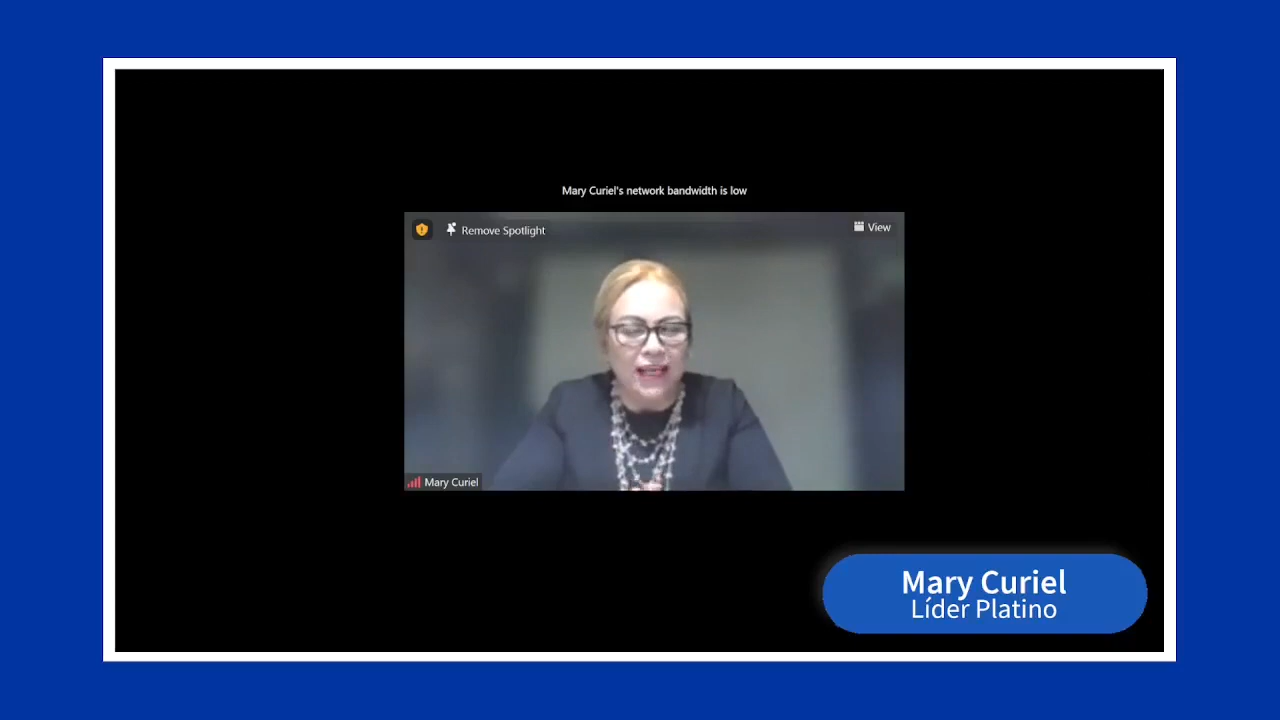 Mary Curiel's network bandwidth is low
Remove Spotlight
View
Mary Curiel
Mary Curiel
Líder Platino